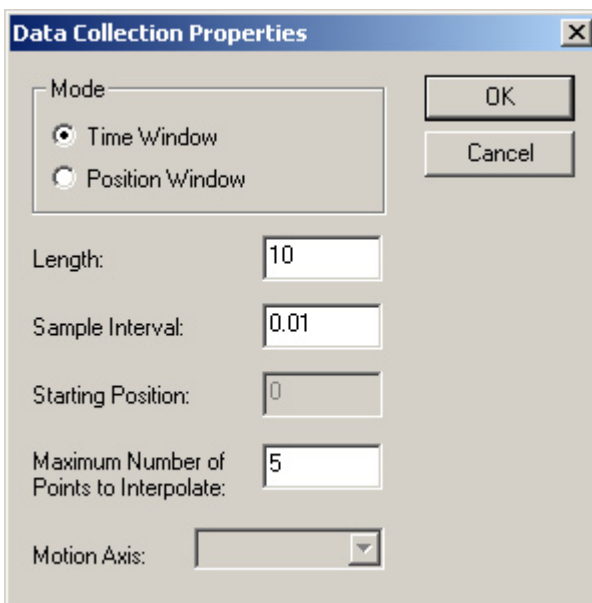 Data Collection Properties
Mode
Time Window
Position Window
OK
Cancel
Length:
10
Sample Interval:
0.01
Starting Position:
0
Maximum Number of
Points to Interpolate:
5
Motion Axis: